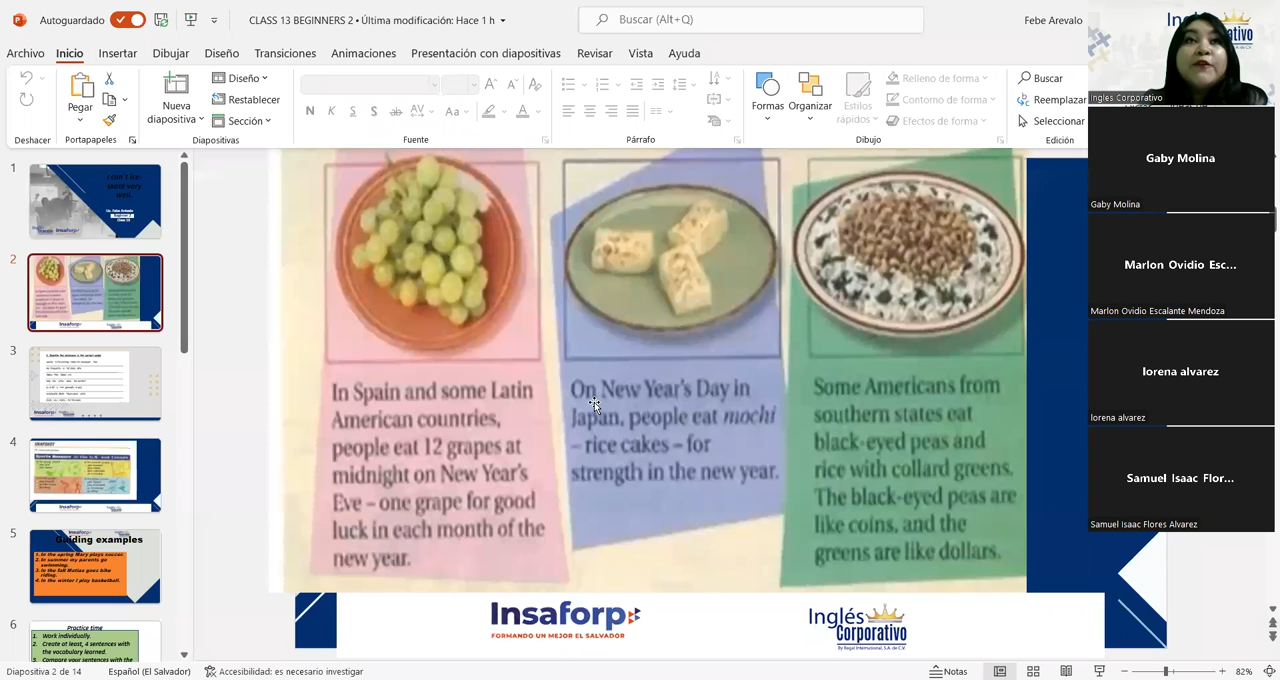 Autoguardado
CLASS 13 BEGINNERS 2 • Última modificación: Hace 1 h
Buscar (Alt+Q)
Febe Arevalo
Archivo Inicio Insertar Dibujar Diseño Transiciones Animaciones Presentación con diapositivas Revisar Vista Ayuda
Pegar
Nueva diapositiva
Diseño
Restablecer
Sección
N K S S ab AV Aa A
Formas Organizar Estilos rápidos
Relleno de forma
Contorno de forma
Efectos de forma
Buscar
Reemplazar
Seleccionar
Deshacer Portapapeles Diapositivas Fuente Párrafo Dibujo Edición
Inglés Corporativo
Gaby Molina
Gaby Molina
Marlon Ovidio Esc...
Marlon Ovidio Escalante Mendoza
lorena alvarez
lorena alvarez
Samuel Isaac Flor...
Samuel Isaac Flores Alvarez
1
2
3
4
5
Guiding examples
1. In the spring Mary plays soccer.
2. In summer my parents go swimming.
3. In the fall Matias goes bike riding.
4. In the winter I play basketball.
6
Practice time
1. Work individually.
2. Create at least, 4 sentences with the vocabulary learned.
3. Compare your sentences with the
In Spain and some Latin
American countries,
people eat 12 grapes at
midnight on New Year's
Eve – one grape for good
luck in each month of the
new year.
On New Year's Day in
Japan, people eat mochi
– rice cakes – for
strength in the new year.
Some Americans from
southern states eat
black-eyed peas and
rice with collard greens.
The black-eyed peas are
like coins, and the
greens are like dollars.
Insaforp
FORMANDO UN MEJOR EL SALVADOR
Inglés
Corporativo
By Regal International, S.A. de C.V.
Diapositiva 2 de 14
Español (El Salvador)
Accesibilidad: es necesario investigar
Notas
82%